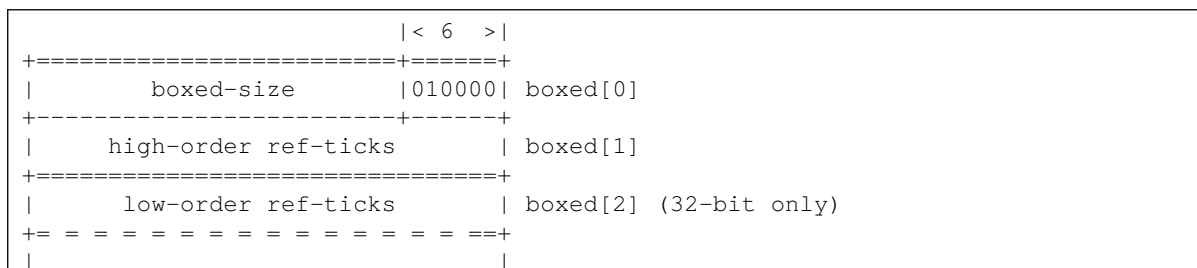 |< 6  >|
+=========================+======+
|        boxed-size       |010000| boxed[0]
+-------------------------+------+
|     high-order ref-ticks       | boxed[1]
+================================+
|      low-order ref-ticks       | boxed[2] (32-bit only)
+= = = = = = = = = = = = = = = ==+
|                                |